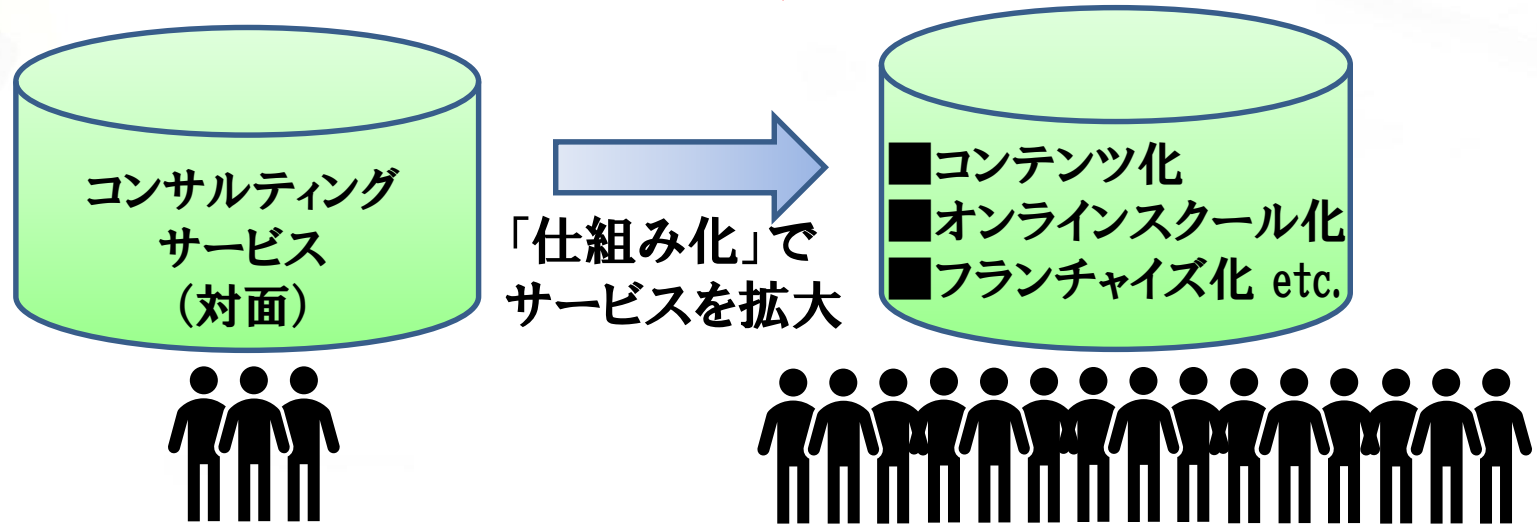 コンサルティング
サービス
（対面）
「仕組み化」で
サービスを拡大
■コンテンツ化
■オンラインスクール化
■フランチャイズ化 etc.